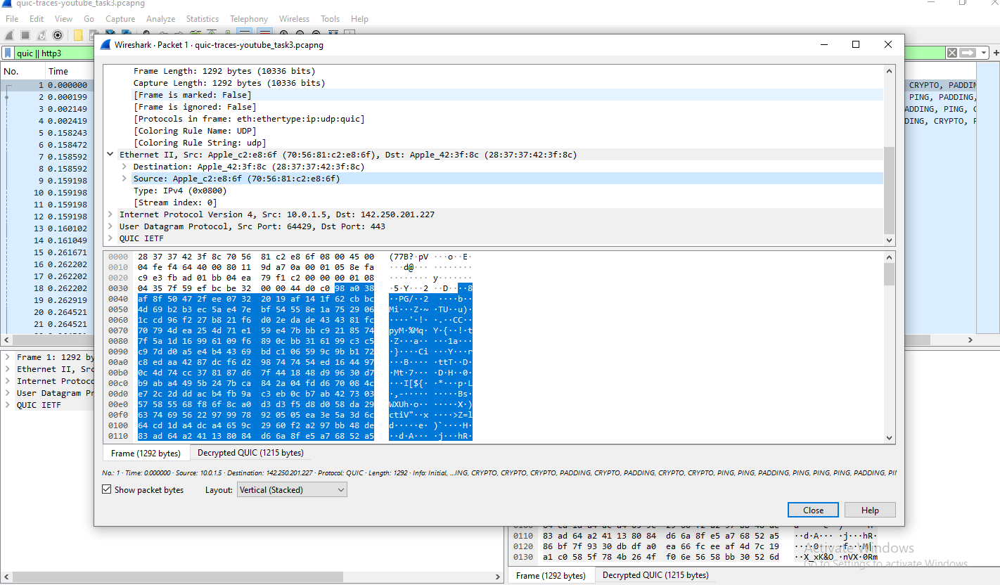 quic-traces-youtube_task3.pcapng
File Edit View Go Capture Analyze Statistics Telephony Wireless Tools Help
quic || http3
No. Time
1 0.000000
2 0.000199
3 0.002149
4 0.002419
5 0.158243
6 0.158472
7 0.158592
8 0.158592
9 0.159198
10 0.159198
11 0.159198
12 0.159198
13 0.160102
14 0.161049
15 0.261671
16 0.262202
17 0.262202
18 0.262202
19 0.262919
20 0.264521
21 0.264521
CRYPTO, PADDIN
PING, PADDING,
ADDING, PING, C
DING, CRYPTO, P
Frame 1: 1292 by
Ethernet II, Src
Internet Protoco
User Datagram Pr
QUIC IETF
Wireshark · Packet 1 · quic-traces-youtube_task3.pcapng
Frame Length: 1292 bytes (10336 bits)
Capture Length: 1292 bytes (10336 bits)
[Frame is marked: False]
[Frame is ignored: False]
[Protocols in frame: eth:ethertype:ip:udp:quic]
[Coloring Rule Name: UDP]
[Coloring Rule String: udp]
Ethernet II, Src: Apple_c2:e8:6f (70:56:81:c2:e8:6f), Dst: Apple_42:3f:8c (28:37:37:42:3f:8c)
Destination: Apple_42:3f:8c (28:37:37:42:3f:8c)
Source: Apple_c2:e8:6f (70:56:81:c2:e8:6f)
Type: IPv4 (0x0800)
[Stream index: 0]
Internet Protocol Version 4, Src: 10.0.1.5, Dst: 142.250.201.227
User Datagram Protocol, Src Port: 64429, Dst Port: 443
QUIC IETF
0000 28 37 37 42 3f 8c 70 56 81 c2 e8 6f 08 00 45 00 (77B?·pV ···o··E·
0010 04 fe f4 64 40 00 80 11 9d a7 0a 00 01 05 8e fa ···d@··· ········
0020 c9 e3 fb ad 01 bb 04 ea 79 f1 c2 00 00 00 01 08 ········ y·······
0030 04 35 7f 59 ef bc be 32 00 00 44 d0 c0 98 a0 38 ·5·Y···2 ··D····8
0040 af 8f 50 47 2f ee 07 32 20 19 af 14 1f 62 cb bc ··PG/··2 ····b··
0050 4d 69 b2 b3 ec 5a e4 7e bf 54 55 8e 1a 75 29 06 Mi···Z·~ ·TU··u)·
0060 1c cd 96 f2 27 b8 21 f6 d0 2e da de 43 43 81 fc ····'·!· ·.··CC··
0070 70 79 4d ea 25 4d 71 e1 59 e4 7b bb c9 21 85 74 pyM·%Mq· Y·{··!·t
0080 7f 5a 1d 16 99 61 09 f6 89 0c bb 31 61 99 c3 c5 ·Z···a·· ···1a···
0090 c9 7d d0 a5 e4 b4 43 69 bd c1 06 59 9c 9b b1 72 ·}····Ci ···Y···r
00a0 c8 ed aa 42 87 dc f6 d2 98 74 74 54 ed 16 44 97 ···B···· ·ttT··D·
00b0 0c 4d 74 cc 37 81 87 d6 7f 44 18 48 d9 96 30 d7 ·Mt·7··· ·D·H··0·
00c0 b9 ab a4 49 5b 24 7b ca 84 2a 04 fd d6 70 08 4c ···I[$<span></span>{· ·*···p·L
00d0 e7 2c 2d dd ac b4 fb 9a c3 eb 0c b7 ab 42 73 03 ·,-····· ·····Bs·
00e0 57 58 55 68 f6 8f 6f 8c a0 d3 d3 f5 d8 d0 58 da 29 WXUh·o·· ·····X·)
00f0 63 74 69 56 22 97 99 78 92 05 05 ea 3e 5a 3d 6c ctiV"··x ····>Z=l
0100 64 cd 1d a4 dc a4 65 9c 29 60 f2 a2 97 bb 48 de d·····e· )`····H·
0110 83 ad 64 a2 41 13 80 84 d6 6a 8f e5 a7 68 52 a5 ··d·A··· ·j···hR·
Frame (1292 bytes) Decrypted QUIC (1215 bytes)
No.: 1 · Time: 0.000000 · Source: 10.0.1.5 · Destination: 142.250.201.227 · Protocol: QUIC · Length: 1292 · Info: Initial, ...ING, CRYPTO, CRYPTO, CRYPTO, PADDING, CRYPTO, PADDING, CRYPTO, CRYPTO, PING, PING, PADDING, PING, PING, PING, PADDING, PII
Show packet bytes Layout: Vertical (Stacked)
Close Help
0110 83 ad 64 a2 41 13 80 84 d6 6a 8f e5 a7 68 52 a5 ··d·A··· ·j···hR·
0120 86 bf 7f 93 30 db df a0 ea 66 fc ee af 4d 7c 19 ····0··· ·f···M|·
0130 a1 c0 58 5f 78 4b 26 4f f0 6e 56 58 bb 30 52 6d ··X_xK&O ·nVX·0Rm
Activate Windows
Go to Settings to activate Windows.
Frame (1292 bytes) Decrypted QUIC (1215 bytes)